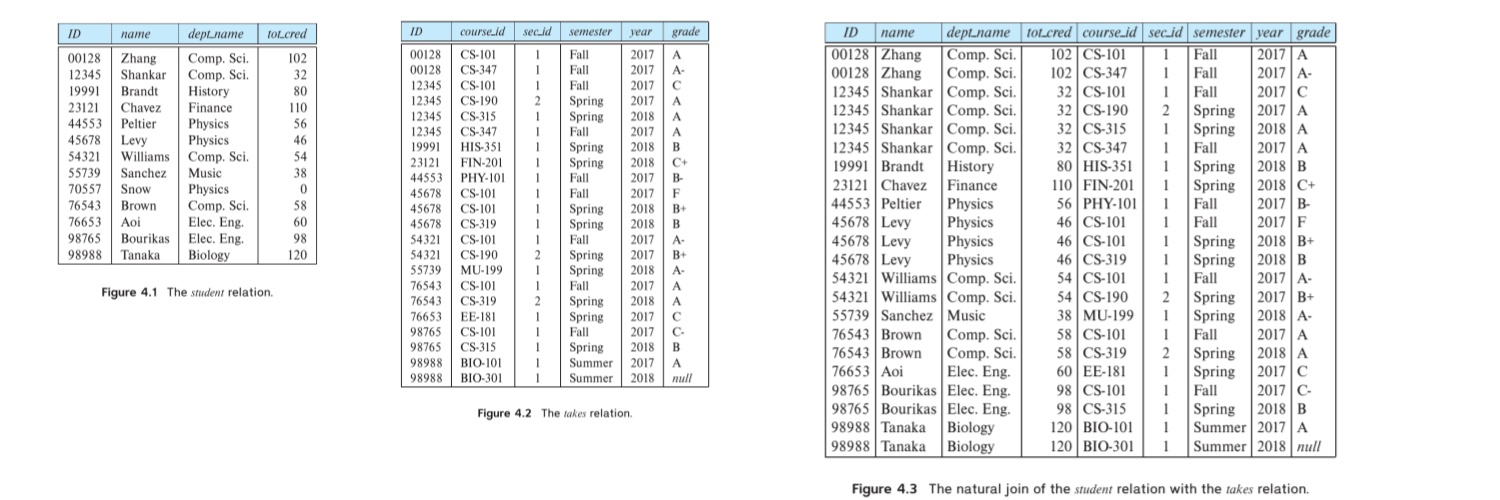 ID name dept_name tot_cred
00128 Zhang Comp. Sci. 102
12345 Shankar Comp. Sci. 32
19991 Brandt History 80
23121 Chavez Finance 110
44553 Peltier Physics 56
45678 Levy Physics 46
54321 Williams Comp. Sci. 54
55739 Sanchez Music 38
70557 Snow Physics 0
76543 Brown Comp. Sci. 58
76653 Aoi Elec. Eng. 60
98765 Bourikas Elec. Eng. 98
98988 Tanaka Biology 120
Figure 4.1 The student relation.
ID course_id sec_id semester year grade
00128 CS-101 1 Fall 2017 A
00128 CS-347 1 Fall 2017 A-
12345 CS-101 1 Fall 2017 C
12345 CS-190 2 Spring 2017 A
12345 CS-315 1 Spring 2018 A
12345 CS-347 1 Fall 2017 A
19991 HIS-351 1 Spring 2018 B
23121 FIN-201 1 Spring 2018 C+
44553 PHY-101 1 Fall 2017 B-
45678 CS-101 1 Fall 2017 F
45678 CS-101 1 Spring 2018 B+
45678 CS-319 1 Spring 2018 B
54321 CS-101 1 Fall 2017 A-
54321 CS-190 2 Spring 2017 B+
55739 MU-199 1 Spring 2018 A-
76543 CS-101 1 Fall 2017 A
76543 CS-319 2 Spring 2018 A
76653 EE-181 1 Spring 2017 C
98765 CS-101 1 Fall 2017 C-
98765 CS-315 1 Spring 2018 B
98988 BIO-101 1 Summer 2017 A
98988 BIO-301 1 Summer 2018 null
Figure 4.2 The takes relation.
ID name dept_name tot_cred course_id sec_id semester year grade
00128 Zhang Comp. Sci. 102 CS-101 1 Fall 2017 A
00128 Zhang Comp. Sci. 102 CS-347 1 Fall 2017 A-
12345 Shankar Comp. Sci. 32 CS-101 1 Fall 2017 C
12345 Shankar Comp. Sci. 32 CS-190 2 Spring 2017 A
12345 Shankar Comp. Sci. 32 CS-315 1 Spring 2018 A
12345 Shankar Comp. Sci. 32 CS-347 1 Fall 2017 A
19991 Brandt History 80 HIS-351 1 Spring 2018 B
23121 Chavez Finance 110 FIN-201 1 Spring 2018 C+
44553 Peltier Physics 56 PHY-101 1 Fall 2017 B-
45678 Levy Physics 46 CS-101 1 Fall 2017 F
45678 Levy Physics 46 CS-101 1 Spring 2018 B+
45678 Levy Physics 46 CS-319 1 Spring 2018 B
54321 Williams Comp. Sci. 54 CS-101 1 Fall 2017 A-
54321 Williams Comp. Sci. 54 CS-190 2 Spring 2017 B+
55739 Sanchez Music 38 MU-199 1 Spring 2018 A-
76543 Brown Comp. Sci. 58 CS-101 1 Fall 2017 A
76543 Brown Comp. Sci. 58 CS-319 2 Spring 2018 A
76653 Aoi Elec. Eng. 60 EE-181 1 Spring 2017 C
98765 Bourikas Elec. Eng. 98 CS-101 1 Fall 2017 C-
98765 Bourikas Elec. Eng. 98 CS-315 1 Spring 2018 B
98988 Tanaka Biology 120 BIO-101 1 Summer 2017 A
98988 Tanaka Biology 120 BIO-301 1 Summer 2018 null
Figure 4.3 The natural join of the student relation with the takes relation.